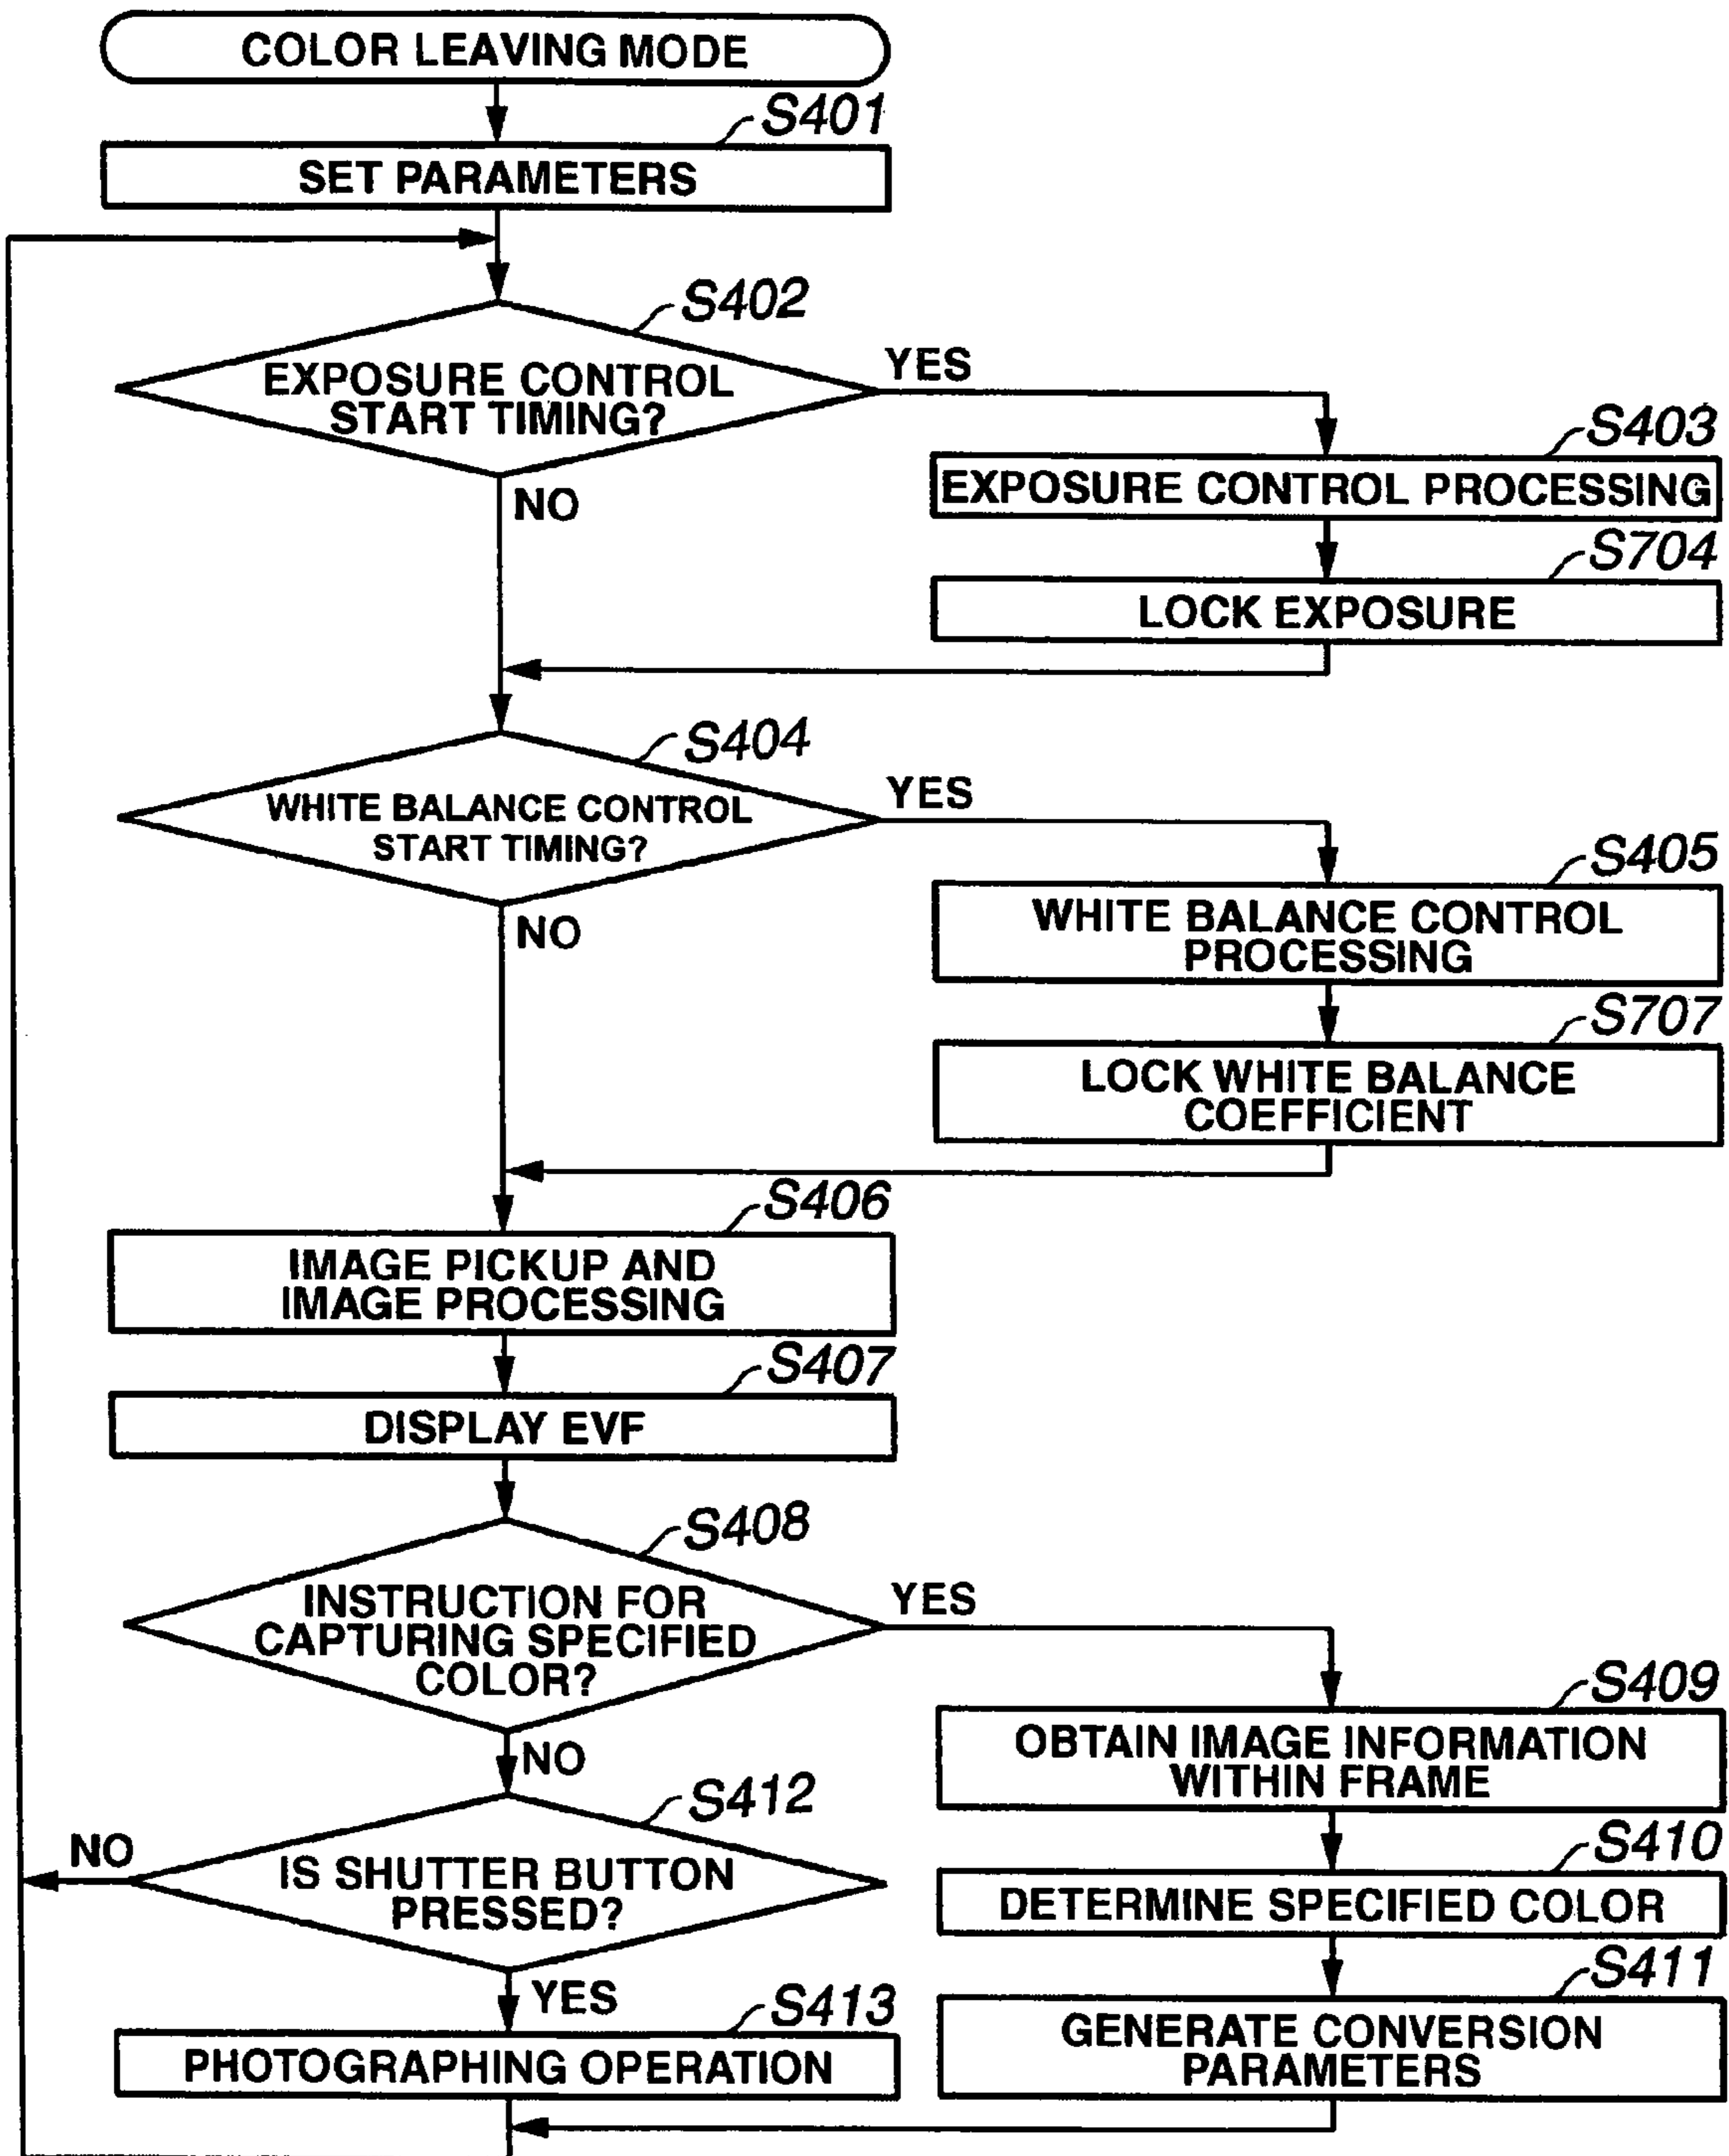 COLOR LEAVING MODE
S401
SET PARAMETERS
S402
EXPOSURE CONTROL
START TIMING?
YES
NO
S403
EXPOSURE CONTROL PROCESSING
S704
LOCK EXPOSURE
S404
WHITE BALANCE CONTROL
START TIMING?
YES
NO
S405
WHITE BALANCE CONTROL
PROCESSING
S707
LOCK WHITE BALANCE
COEFFICIENT
S406
IMAGE PICKUP AND
IMAGE PROCESSING
S407
DISPLAY EVF
S408
INSTRUCTION FOR
CAPTURING SPECIFIED
COLOR?
YES
NO
S409
OBTAIN IMAGE INFORMATION
WITHIN FRAME
S410
DETERMINE SPECIFIED COLOR
S411
GENERATE CONVERSION
PARAMETERS
S412
IS SHUTTER BUTTON
PRESSED?
NO
YES
S413
PHOTOGRAPHING OPERATION